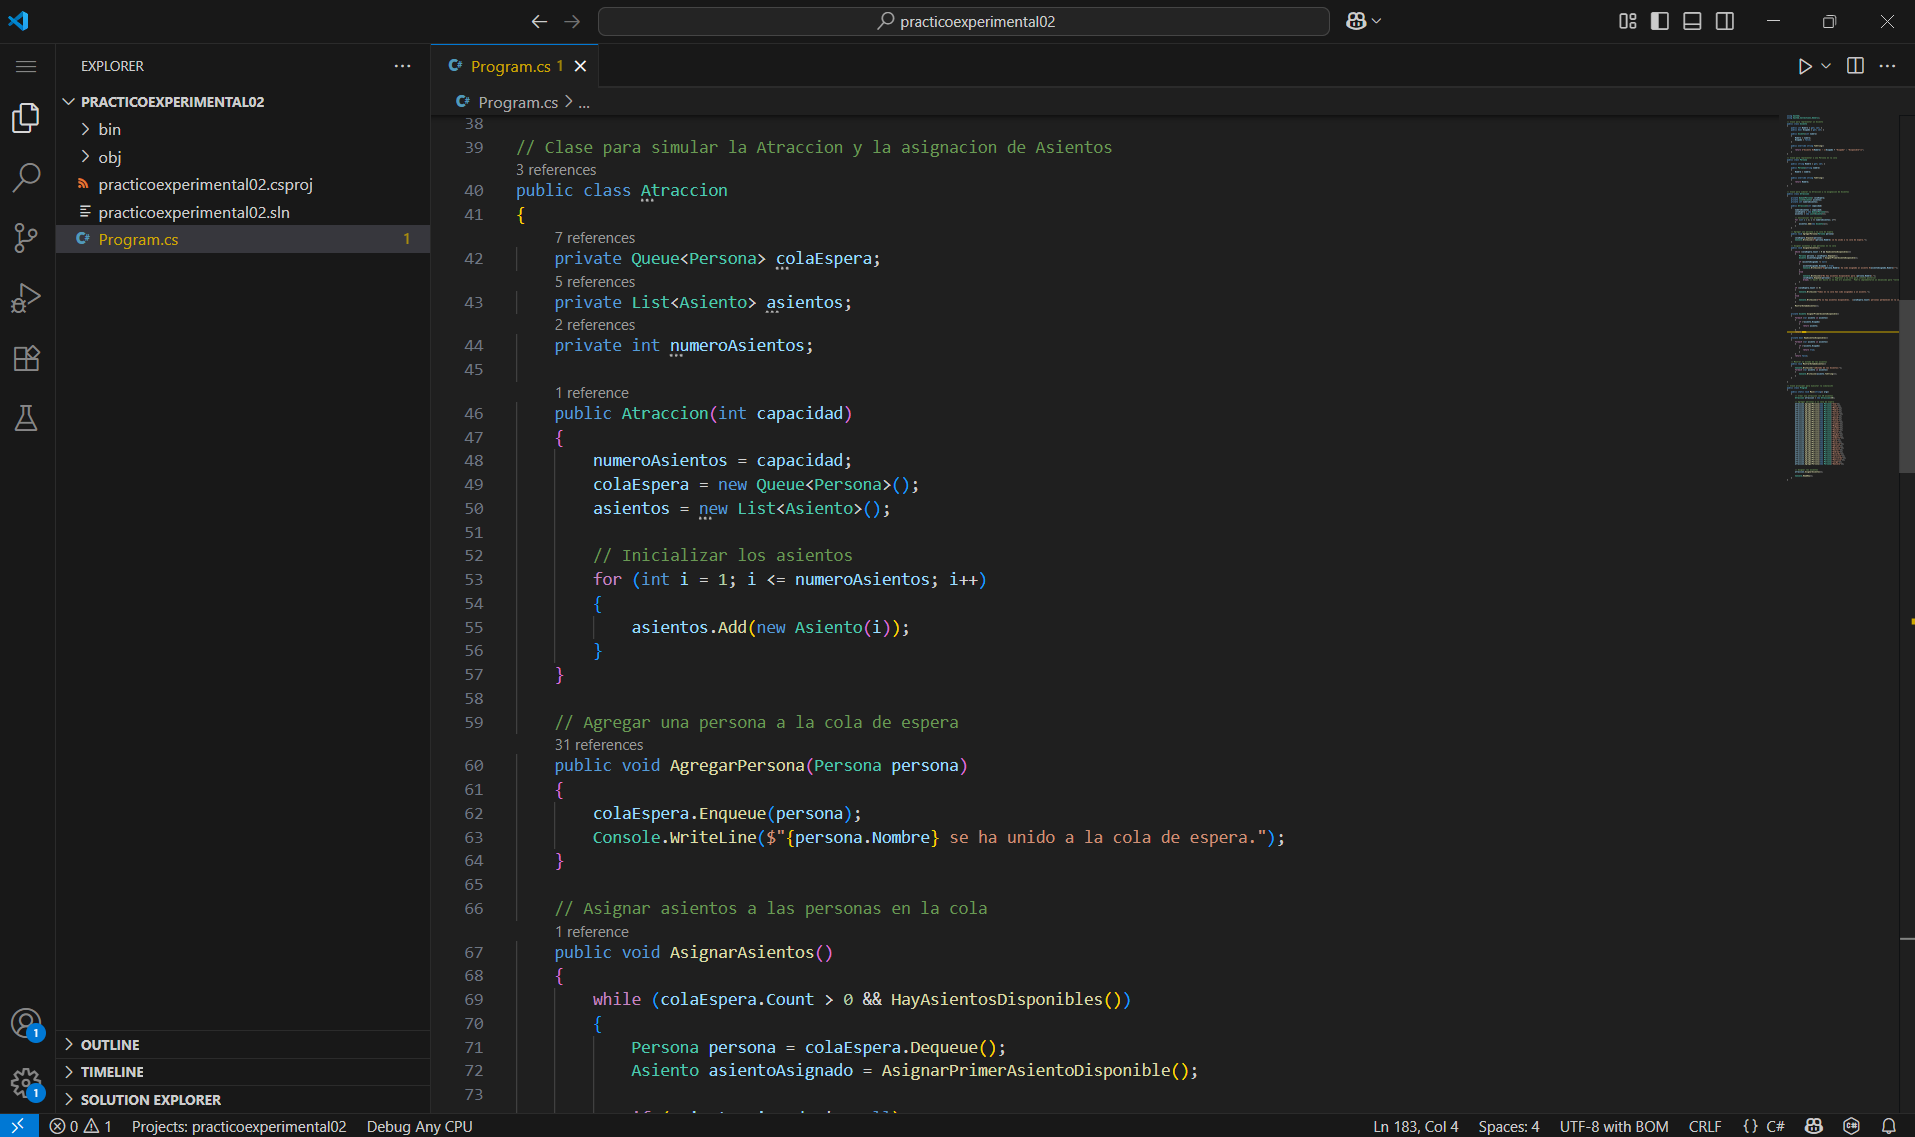 practicoexperimental02
EXPLORER
PRACTICOEXPERIMENTAL02
bin
obj
practicoexperimental02.csproj
practicoexperimental02.sln
Program.cs 1
OUTLINE
TIMELINE
SOLUTION EXPLORER
1
1
Program.cs 1
Program.cs > ...
38
39 // Clase para simular la Atraccion y la asignacion de Asientos
3 references
40 public class Atraccion
41 {
7 references
42 private Queue<Persona> colaEspera;
5 references
43 private List<Asiento> asientos;
2 references
44 private int numeroAsientos;
45
1 reference
46 public Atraccion(int capacidad)
47 {
48 numeroAsientos = capacidad;
49 colaEspera = new Queue<Persona>();
50 asientos = new List<Asiento>();
51
52 // Inicializar los asientos
53 for (int i = 1; i <= numeroAsientos; i++)
54 {
55 asientos.Add(new Asiento(i));
56 }
57 }
58
59 // Agregar una persona a la cola de espera
31 references
60 public void AgregarPersona(Persona persona)
61 {
62 colaEspera.Enqueue(persona);
63 Console.WriteLine($"{persona.Nombre} se ha unido a la cola de espera.");
64 }
65
66 // Asignar asientos a las personas en la cola
1 reference
67 public void AsignarAsientos()
68 {
69 while (colaEspera.Count > 0 && HayAsientosDisponibles())
70 {
71 Persona persona = colaEspera.Dequeue();
72 Asiento asientoAsignado = AsignarPrimerAsientoDisponible();
73
0 1 Projects: practicoexperimental02 Debug Any CPU Ln 183, Col 4 Spaces: 4 UTF-8 with BOM CRLF {} C#